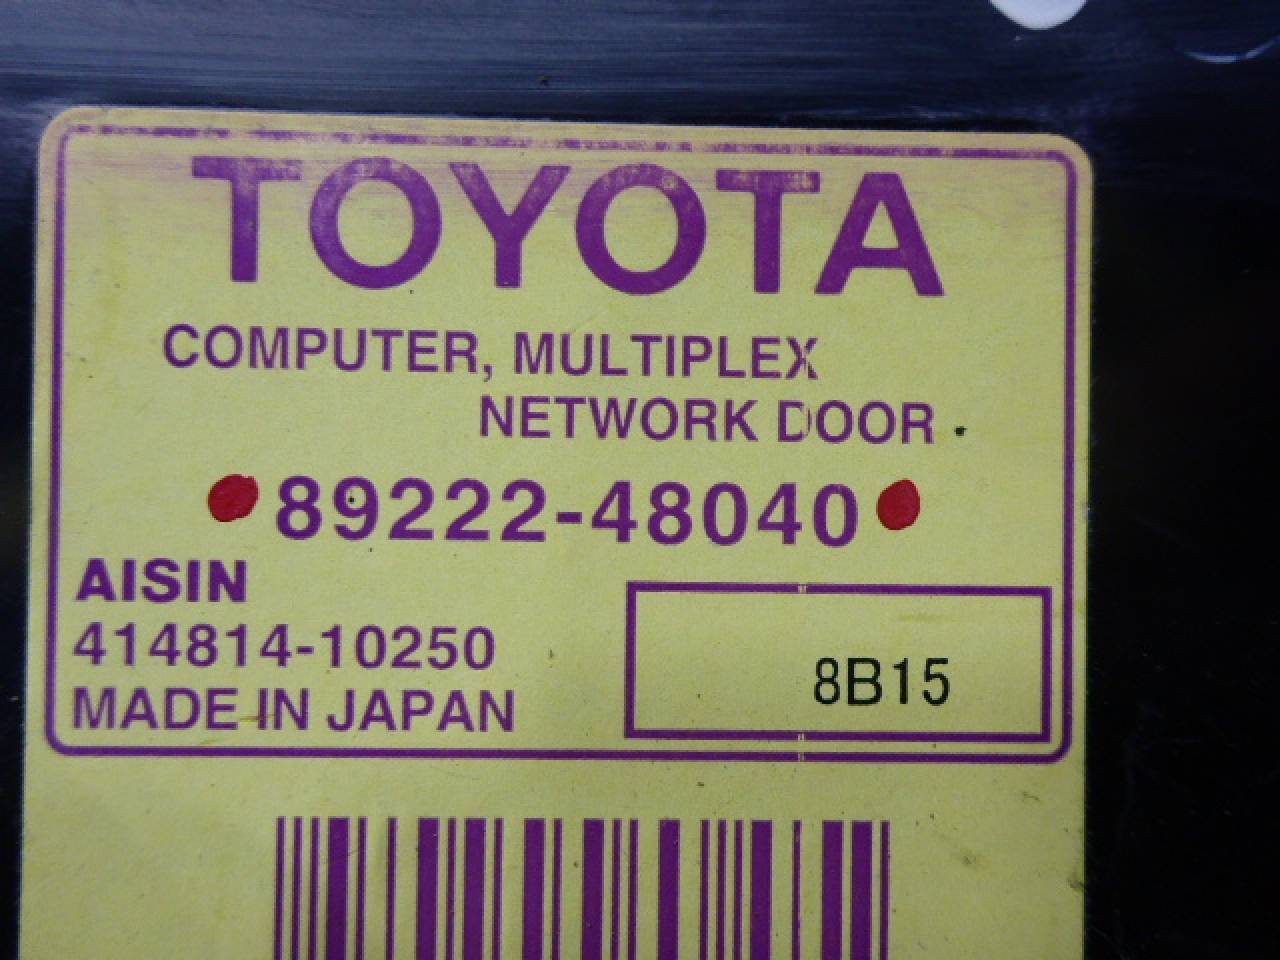 TOYOTA
COMPUTER, MULTIPLEX
NETWORK DOOR
89222-48040
AISIN
414814-10250
MADE IN JAPAN
8B15